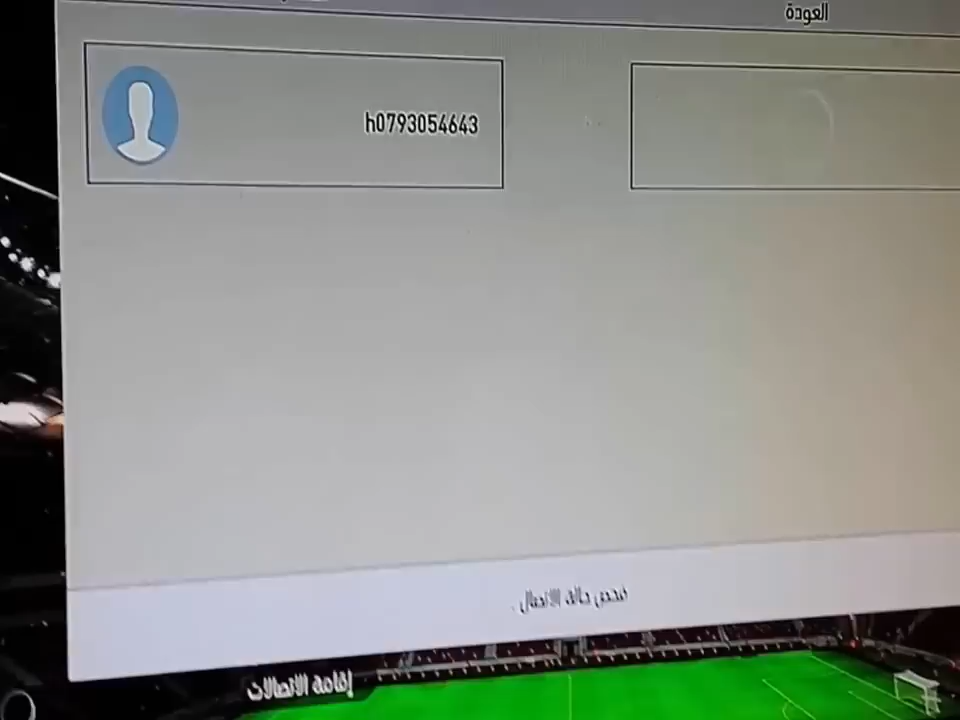 العودة
h0793054643
فحص حالة الاتصال .
إقامة الاتصالات